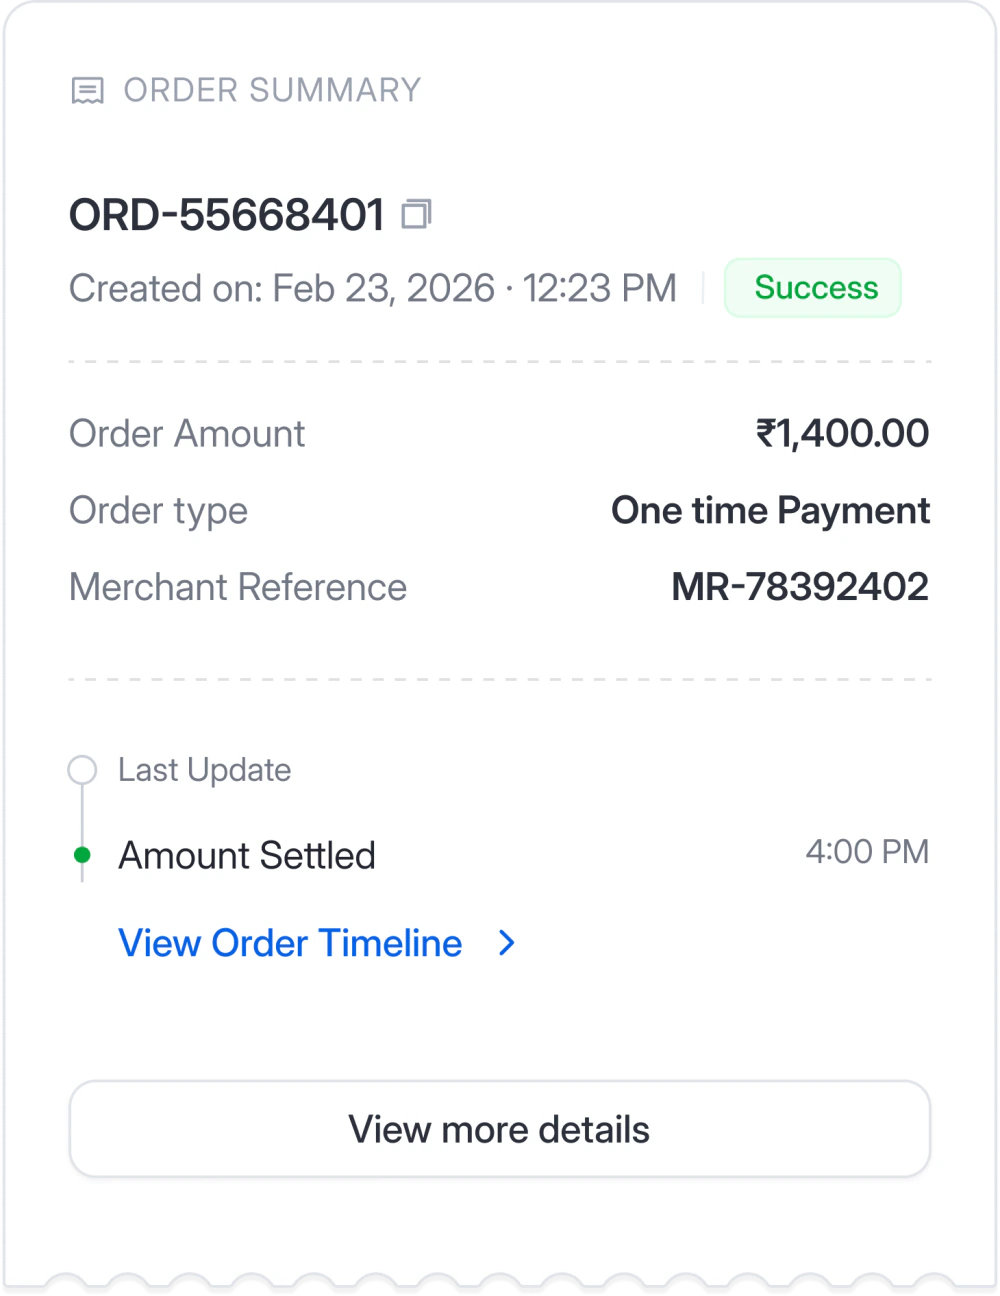 ORDER SUMMARY
ORD-55668401
Created on: Feb 23, 2026 · 12:23 PM Success
Order Amount ₹1,400.00
Order type One time Payment
Merchant Reference MR-78392402
Last Update
Amount Settled 4:00 PM
View Order Timeline
View more details